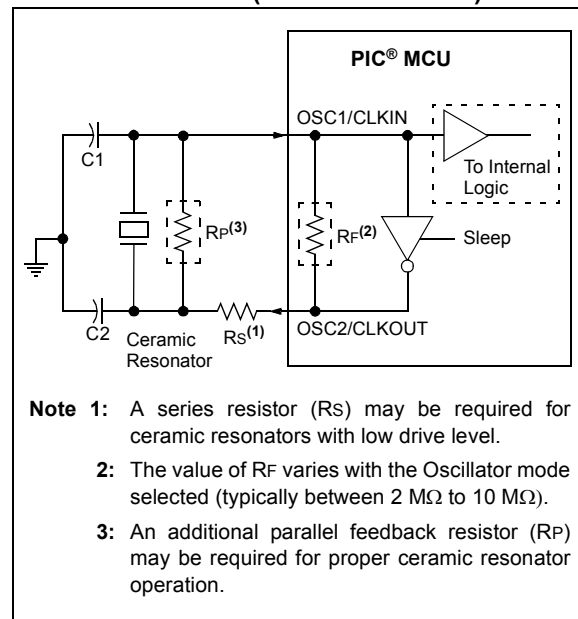 PIC® MCU
OSC1/CLKIN
C1
To Internal
Logic
RP(3)
RF(2)
Sleep
C2
Ceramic
Resonator
RS(1)
OSC2/CLKOUT
Note 1: A series resistor (RS) may be required for
ceramic resonators with low drive level.
2: The value of RF varies with the Oscillator mode
selected (typically between 2 MΩ to 10 MΩ).
3: An additional parallel feedback resistor (RP)
may be required for proper ceramic resonator
operation.